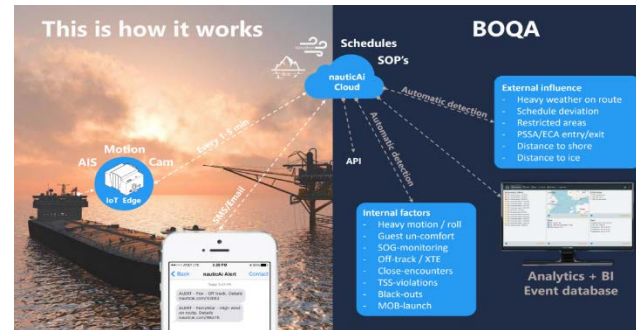 This is how it works
BOQA
Schedules
SOP's
nauticAi
Cloud
Motion
AIS
Cam
IoT Edge
Every 1-5 min
SMS/Email
API
Automatic detection
Automatic detection
External influence
- Heavy weather on route
- Schedule deviation
- Restricted areas
- PSSA/ECA entry/exit
- Distance to shore
- Distance to ice
Internal factors
- Heavy motion / roll
- Guest un-comfort
- SOG-monitoring
- Off-track / XTE
- Close-encounters
- TSS-violations
- Black-outs
- MOB-launch
Back
nauticAi Alert
Contact
Analytics + BI
Event database